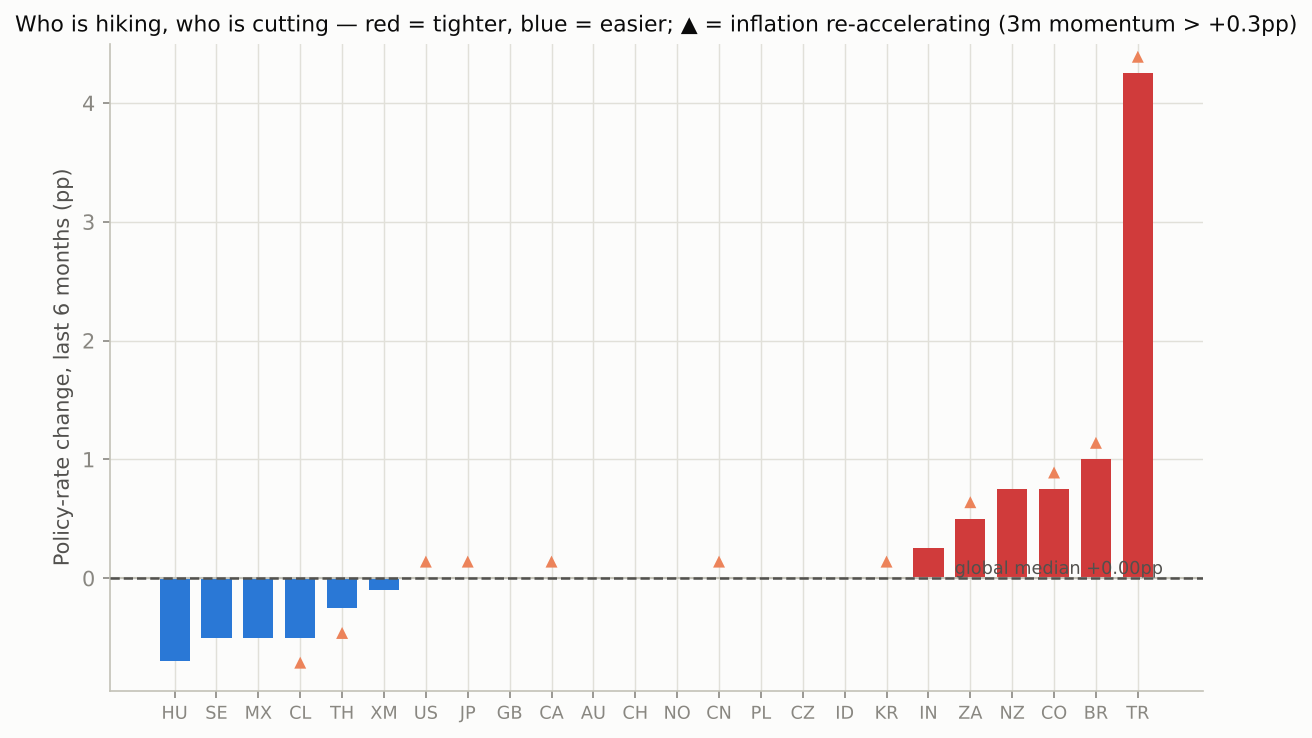 Who is hiking, who is cutting — red = tighter, blue = easier; ▲ = inflation re-accelerating (3m momentum > +0.3pp)
Policy-rate change, last 6 months (pp)
4
3
2
1
0
global median +0.00pp
HU SE MX CL TH XM US JP GB CA AU CH NO CN PL CZ ID KR IN ZA NZ CO BR TR